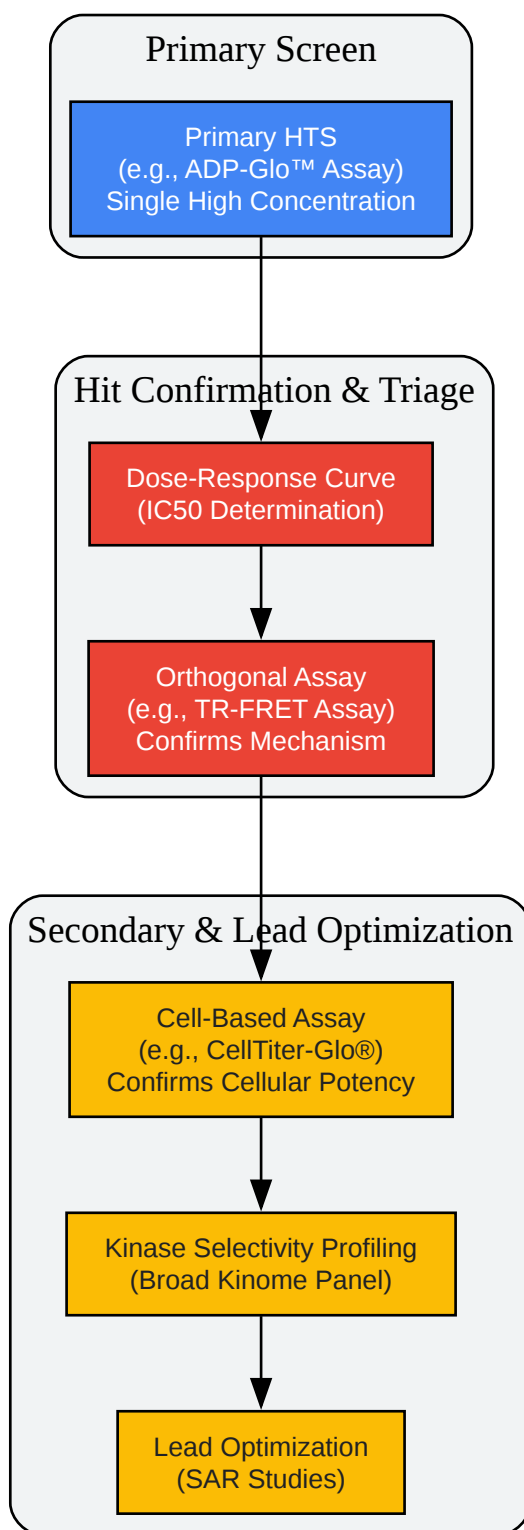 Primary Screen
Primary HTS
(e.g., ADP-Glo™ Assay)
Single High Concentration
Hit Confirmation & Triage
Dose-Response Curve
(IC50 Determination)
Orthogonal Assay
(e.g., TR-FRET Assay)
Confirms Mechanism
Secondary & Lead Optimization
Cell-Based Assay
(e.g., CellTiter-Glo®)
Confirms Cellular Potency
Kinase Selectivity Profiling
(Broad Kinome Panel)
Lead Optimization
(SAR Studies)